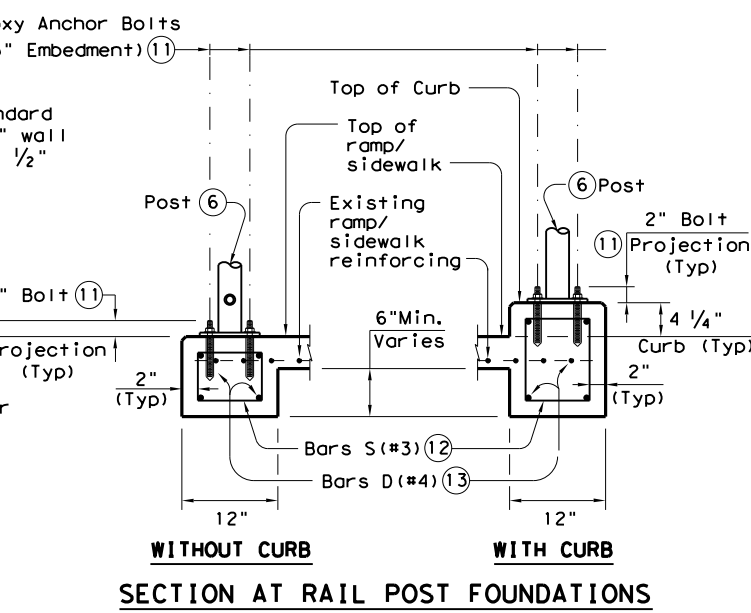 Anchor Bolts
" Embedment) 11
" wall
1/2"
Top of Curb
Top of
ramp/
sidewalk
Post 6
6 Post
Existing
ramp/
sidewalk
reinforcing
2" Bolt
11 Projection
(Typ)
" Bolt 11
(Typ)
6"Min.
Varies
4 1/4"
Curb (Typ)
2"
(Typ)
2"
(Typ)
Bars S(#3) 12
Bars D(#4) 13
12"
12"
WITHOUT CURB
WITH CURB
SECTION AT RAIL POST FOUNDATIONS